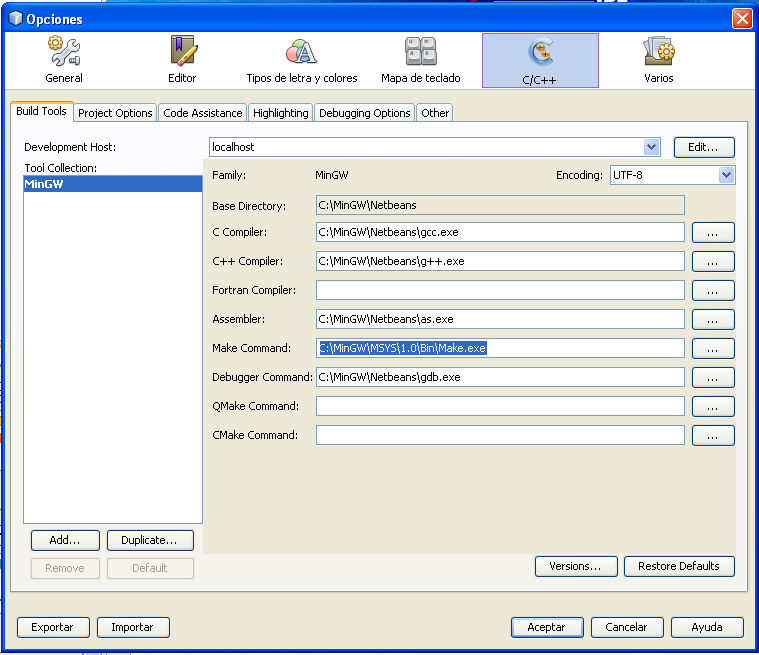 Opciones
General Editor Tipos de letra y colores Mapa de teclado C/C++ Varios
Build Tools Project Options Code Assistance Highlighting Debugging Options Other
Development Host: localhost Edit...
Tool Collection:
MinGW
Family: MinGW Encoding: UTF-8
Base Directory: C:\MinGW\Netbeans
C Compiler: C:\MinGW\Netbeans\gcc.exe ...
C++ Compiler: C:\MinGW\Netbeans\g++.exe ...
Fortran Compiler: ...
Assembler: C:\MinGW\Netbeans\as.exe ...
Make Command: C:\MinGW\MSYS\1.0\Bin\Make.exe ...
Debugger Command: C:\MinGW\Netbeans\gdb.exe ...
QMake Command: ...
CMake Command: ...
Add... Duplicate...
Remove Default
Versions... Restore Defaults
Exportar Importar Aceptar Cancelar Ayuda